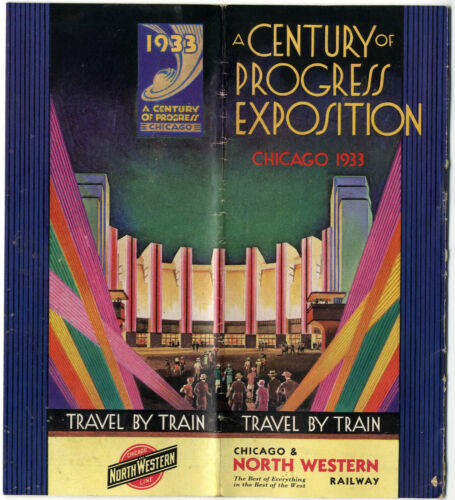 1933
A CENTURY
OF PROGRESS
CHICAGO
TRAVEL BY TRAIN
CHICAGO
NORTH WESTERN
LINE
A CENTURY OF
PROGRESS
EXPOSITION
CHICAGO 1933
TRAVEL BY TRAIN
CHICAGO &
NORTH WESTERN
The Best of Everything
in the Best of the West
RAILWAY